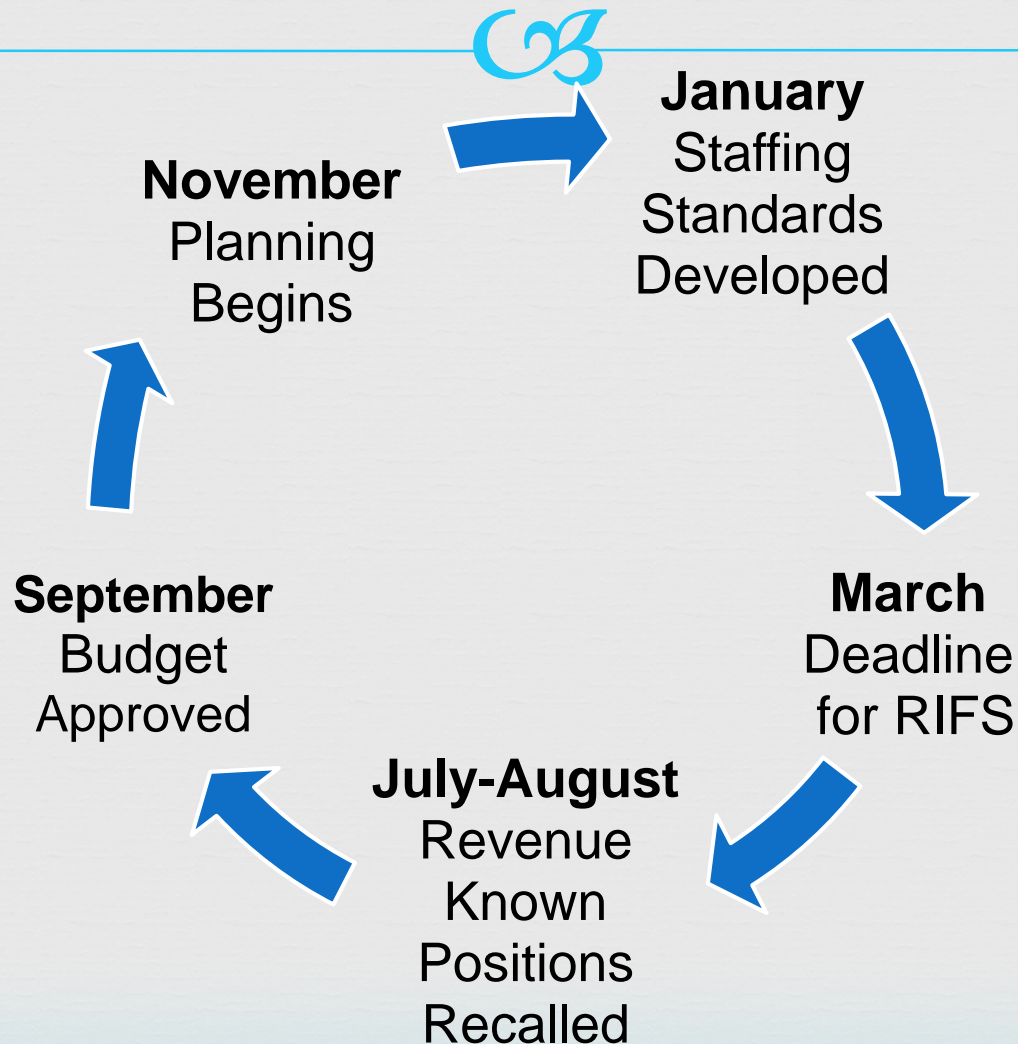 November
Planning
Begins
January
Staffing
Standards
Developed
March
Deadline
for RIFS
July-August
Revenue
Known
Positions
Recalled
September
Budget
Approved